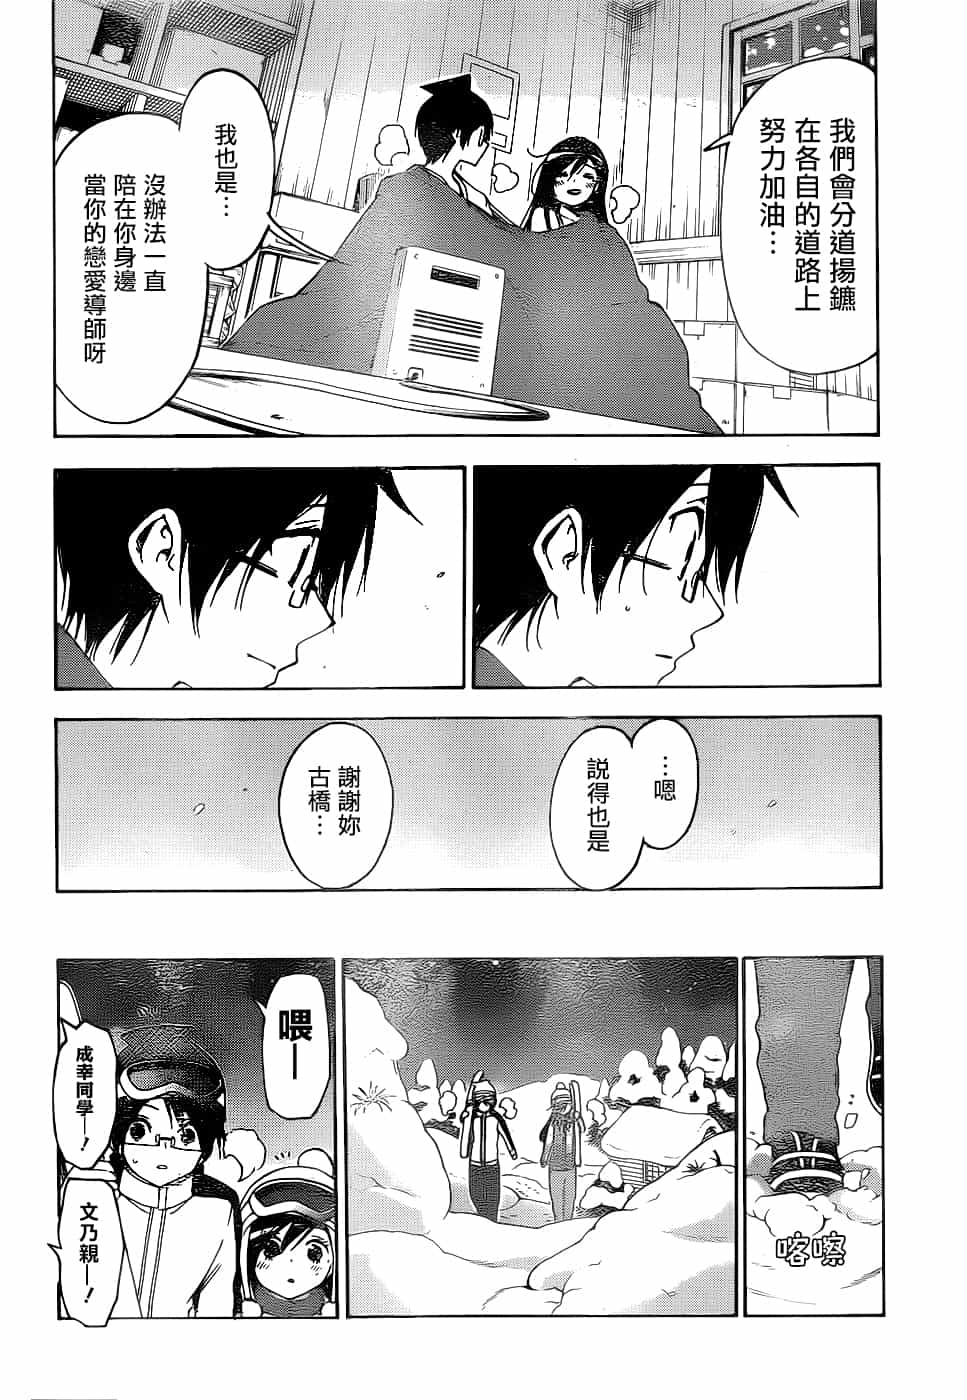 我們會分道揚鑣
在各自的道路上
努力加油…
我也是…
沒辦法一直
陪在你身邊
當你的戀愛導師呀
…嗯
說得也是
謝謝妳
古橋…
喀嚓
喂—
成幸同學—!
文乃親—!